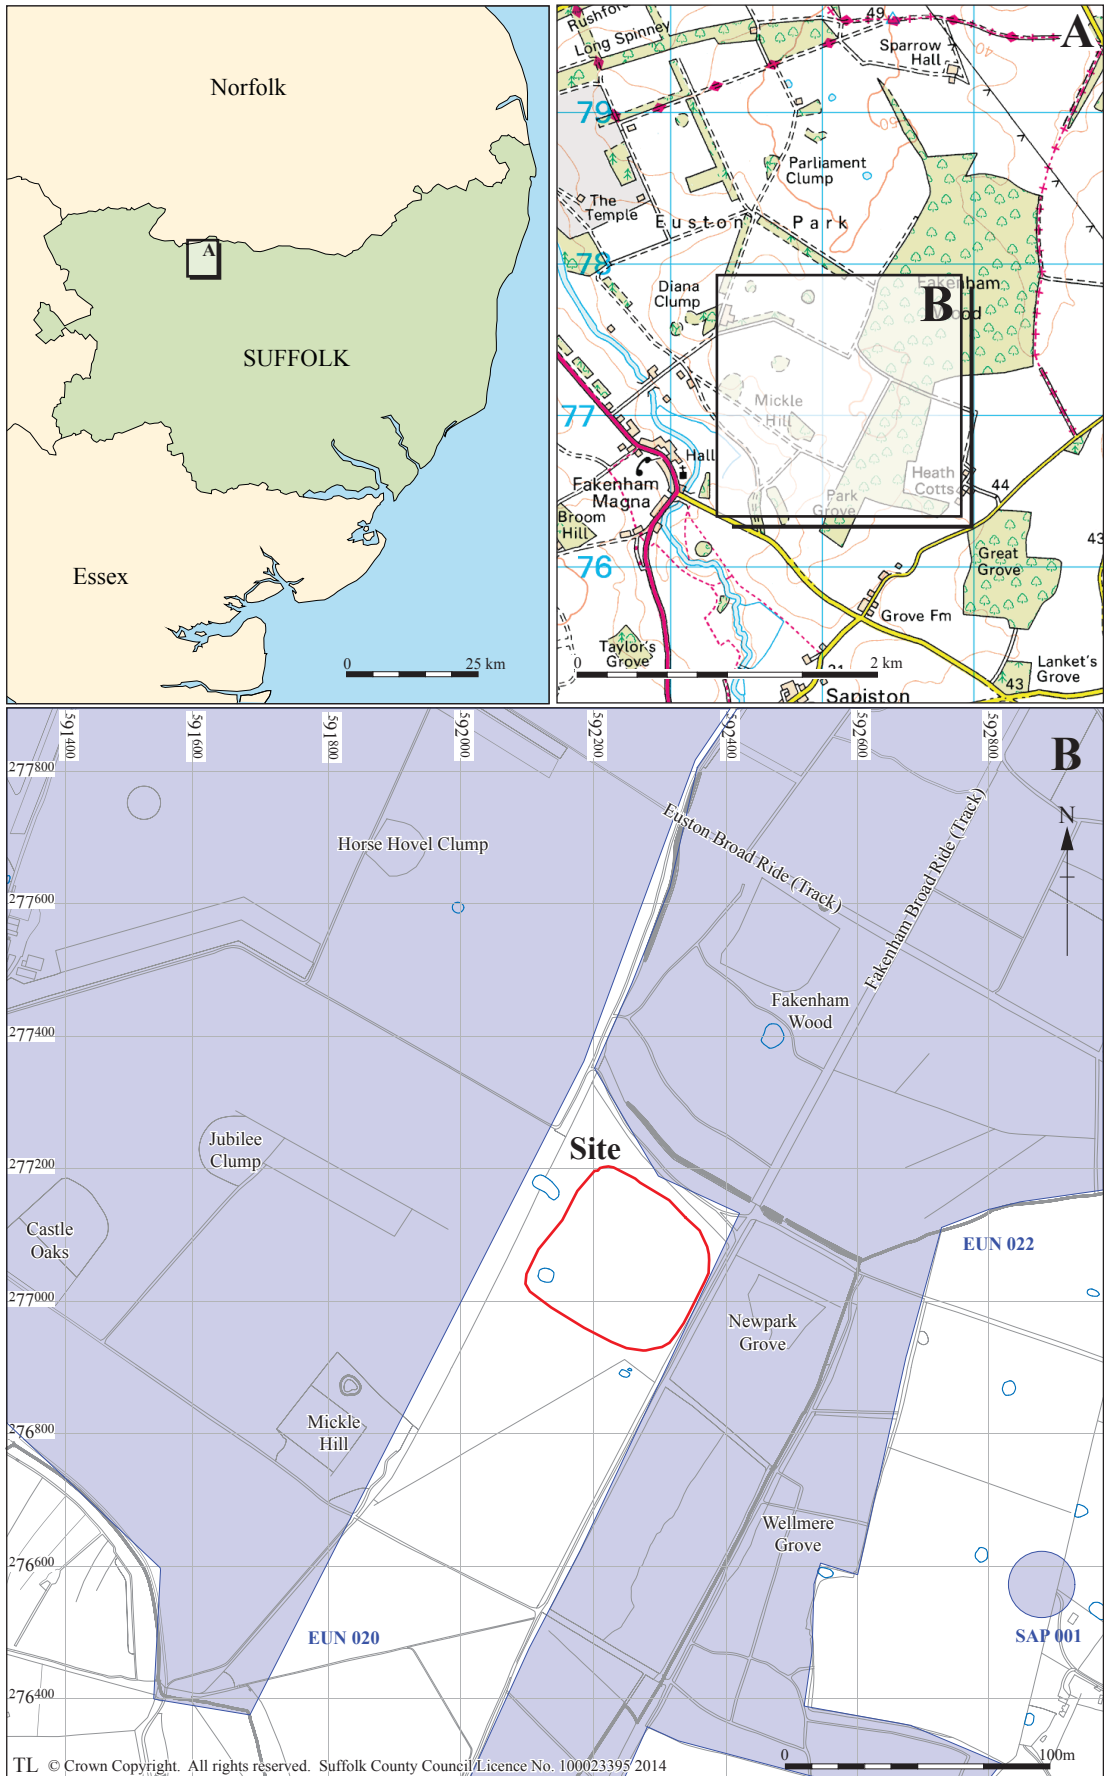 Norfolk
A
SUFFOLK
Essex
0
25 km
A
Rushfor
Long Spinney
49
Sparrow
Hall
40
79
50
Parliament
Clump
The
Temple
Euston Park
78
Diana
Clump
Fakenham
Wood
B
77
Mickle
Hill
Hall
Fakenham
Magna
Heath
Cotts
44
Park
Grove
Broom
Hill
Great
Grove
43
76
Grove Fm
Taylor's
Grove
31
Lanket's
Grove
43
0
2 km
Sapiston
591400
591600
591800
592000
592200
592400
592600
592800
B
277800
N
Euston Broad Ride (Track)
Fakenham Broad Ride (Track)
Horse Hovel Clump
277600
Fakenham
Wood
277400
Jubilee
Clump
Site
277200
Castle
Oaks
EUN 022
277000
Newpark
Grove
276800
Mickle
Hill
Wellmere
Grove
276600
EUN 020
SAP 001
276400
0
100m
TL © Crown Copyright. All rights reserved. Suffolk County Council Licence No. 100023395 2014